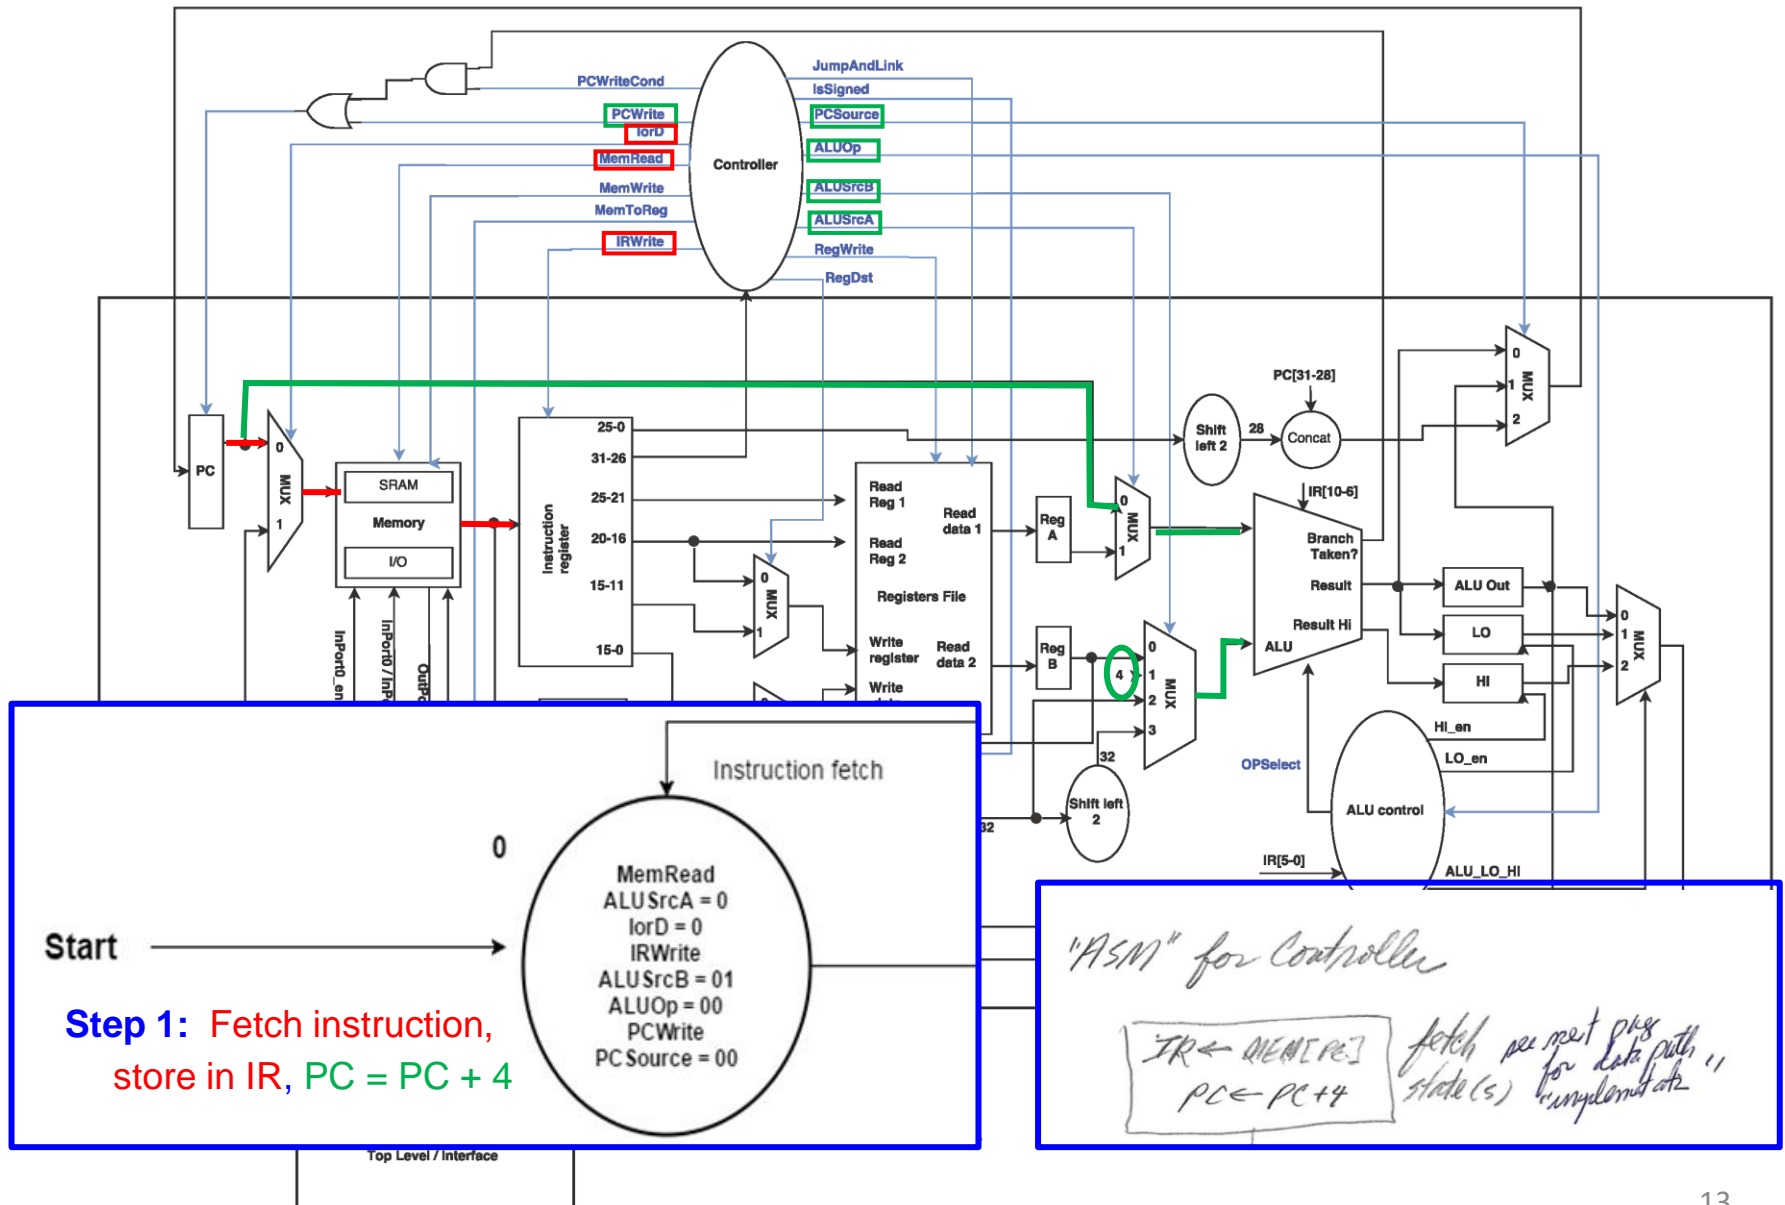 PCWriteCond
PCWrite
IorD
MemRead
MemWrite
MemToReg
IRWrite
Controller
JumpAndLink
IsSigned
PCSource
ALUOp
ALUSrcB
ALUSrcA
RegWrite
RegDst
PC
0
MUX
1
SRAM
Memory
I/O
InPort0_en
InPort0 / InPo
OutPo
Instruction register
25-0
31-26
25-21
20-16
15-11
15-0
0
MUX
1
Read
Reg 1
Read
Reg 2
Registers File
Write
register
Write
Read
data 1
Read
data 2
Reg
A
Reg
B
0
MUX
1
0
4
1
2
3
MUX
32
Shift left
2
32
Shift
left 2
28
PC[31-28]
Concat
IR[10-6]
Branch
Taken?
Result
Result Hi
ALU
0
1
2
MUX
ALU Out
LO
HI
0
1
2
MUX
HI_en
LO_en
OPSelect
ALU control
IR[5-0]
ALU_LO_HI
Instruction fetch
0
Start
MemRead
ALUSrcA = 0
IorD = 0
IRWrite
ALUSrcB = 01
ALUOp = 00
PCWrite
PCSource = 00
Step 1: Fetch instruction,
store in IR, PC = PC + 4
"ASM" for Controller
IR ← MEM[PC]
PC ← PC+4
fetch
state(s)
see next page
for data path
Top Level / Interface
13